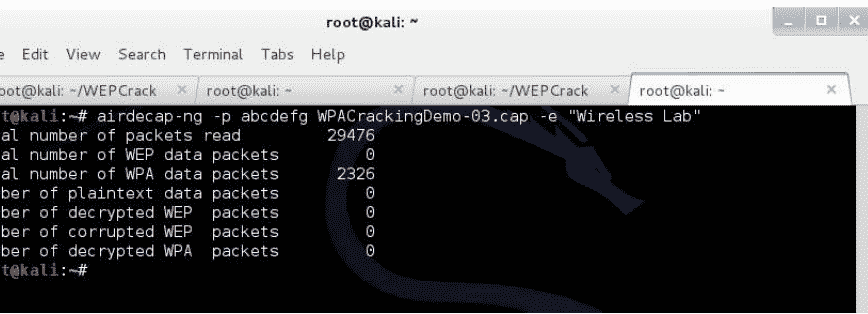 root@kali: ~
e Edit View Search Terminal Tabs Help
oot@kali: ~/WEPCrack × root@kali: ~ × root@kali: ~/WEPCrack × root@kali: ~ ×
t@kali:~# airdecap-ng -p abcdefg WPACrackingDemo-03.cap -e "Wireless Lab"
al number of packets read 29476
al number of WEP data packets 0
al number of WPA data packets 2326
ber of plaintext data packets 0
ber of decrypted WEP packets 0
ber of corrupted WEP packets 0
ber of decrypted WPA packets 0
t@kali:~#